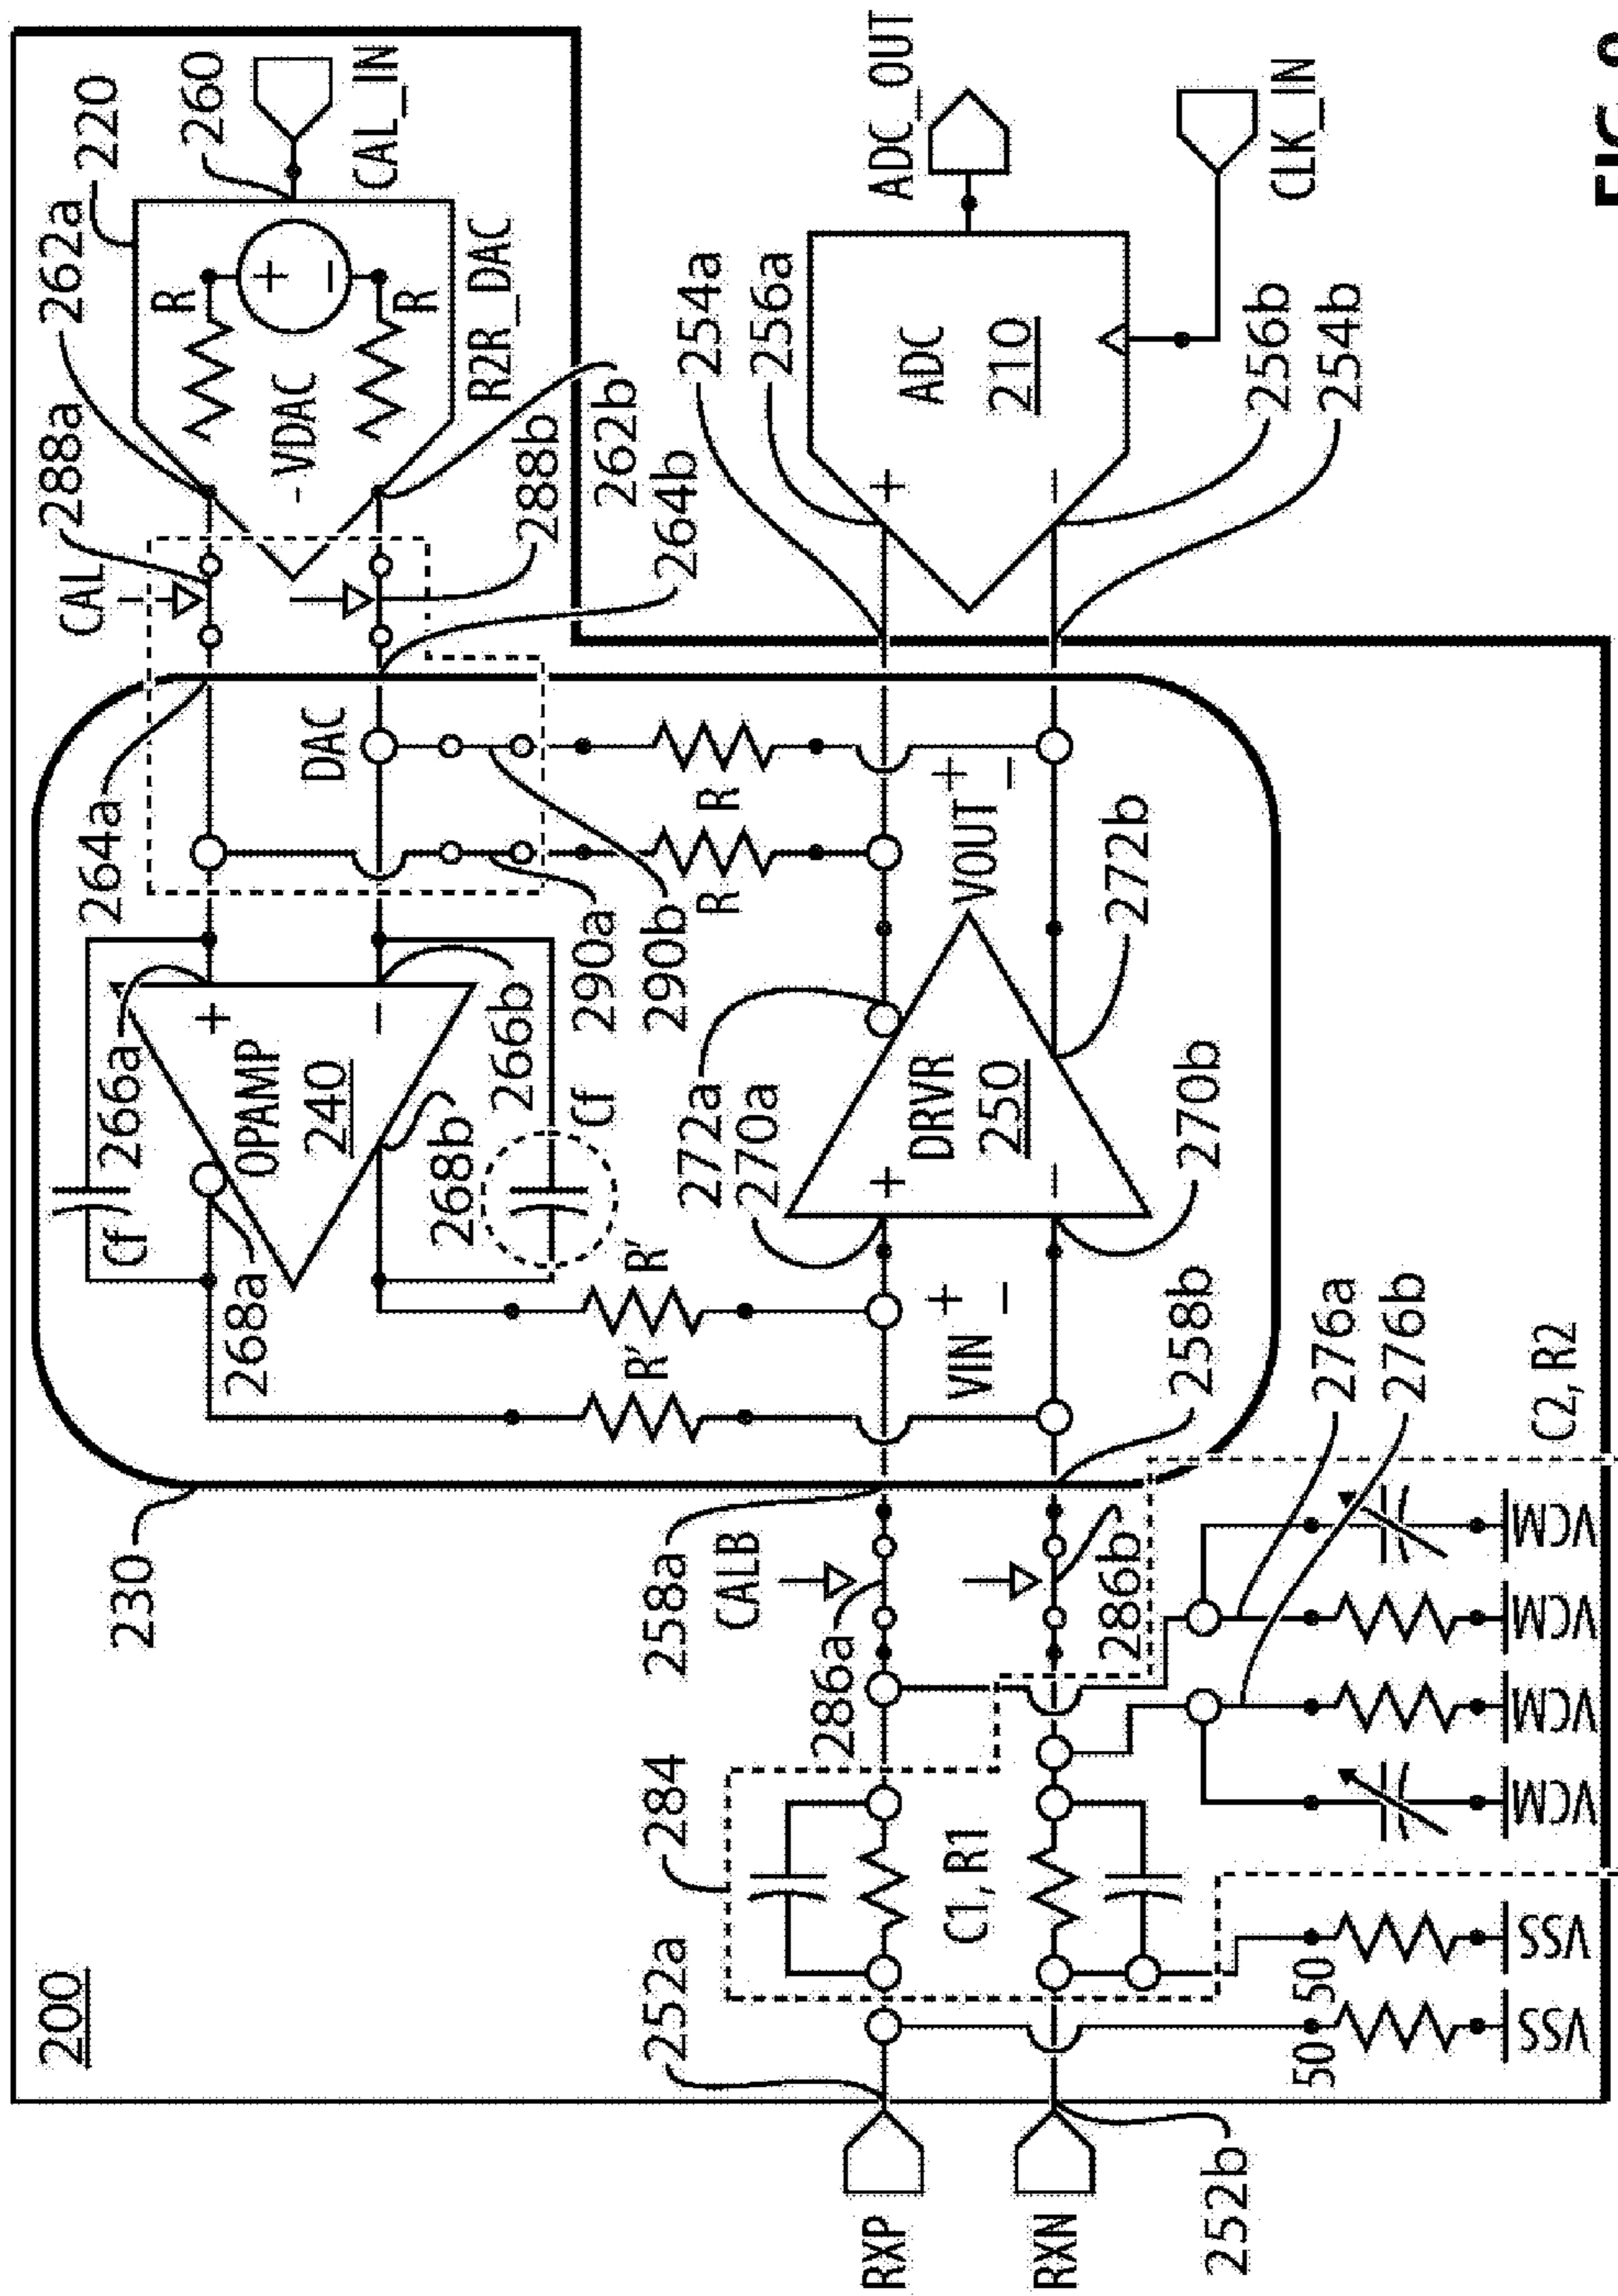 200
230
264a
288a
262a
220
260
CAL
CAL_IN
R
+
−
R
-VDAC
R2R_DAC
262b
288b
264b
DAC
Cf
266a
+
−
OPAMP
240
268a
268b
266b
Cf
290a
290b
R'
R'
R
R
272a
270a
254a
256a
ADC_OUT
284
252a
258a
286a
CALB
RXP
RXN
252b
C1, R1
VIN
+
−
+
−
DRVR
250
VOUT
+
−
+
−
ADC
210
CLK_IN
286b
258b
270b
272b
256b
254b
276a
276b
C2, R2
50
50
VSS
VSS
VCM
VCM
VCM
VCM